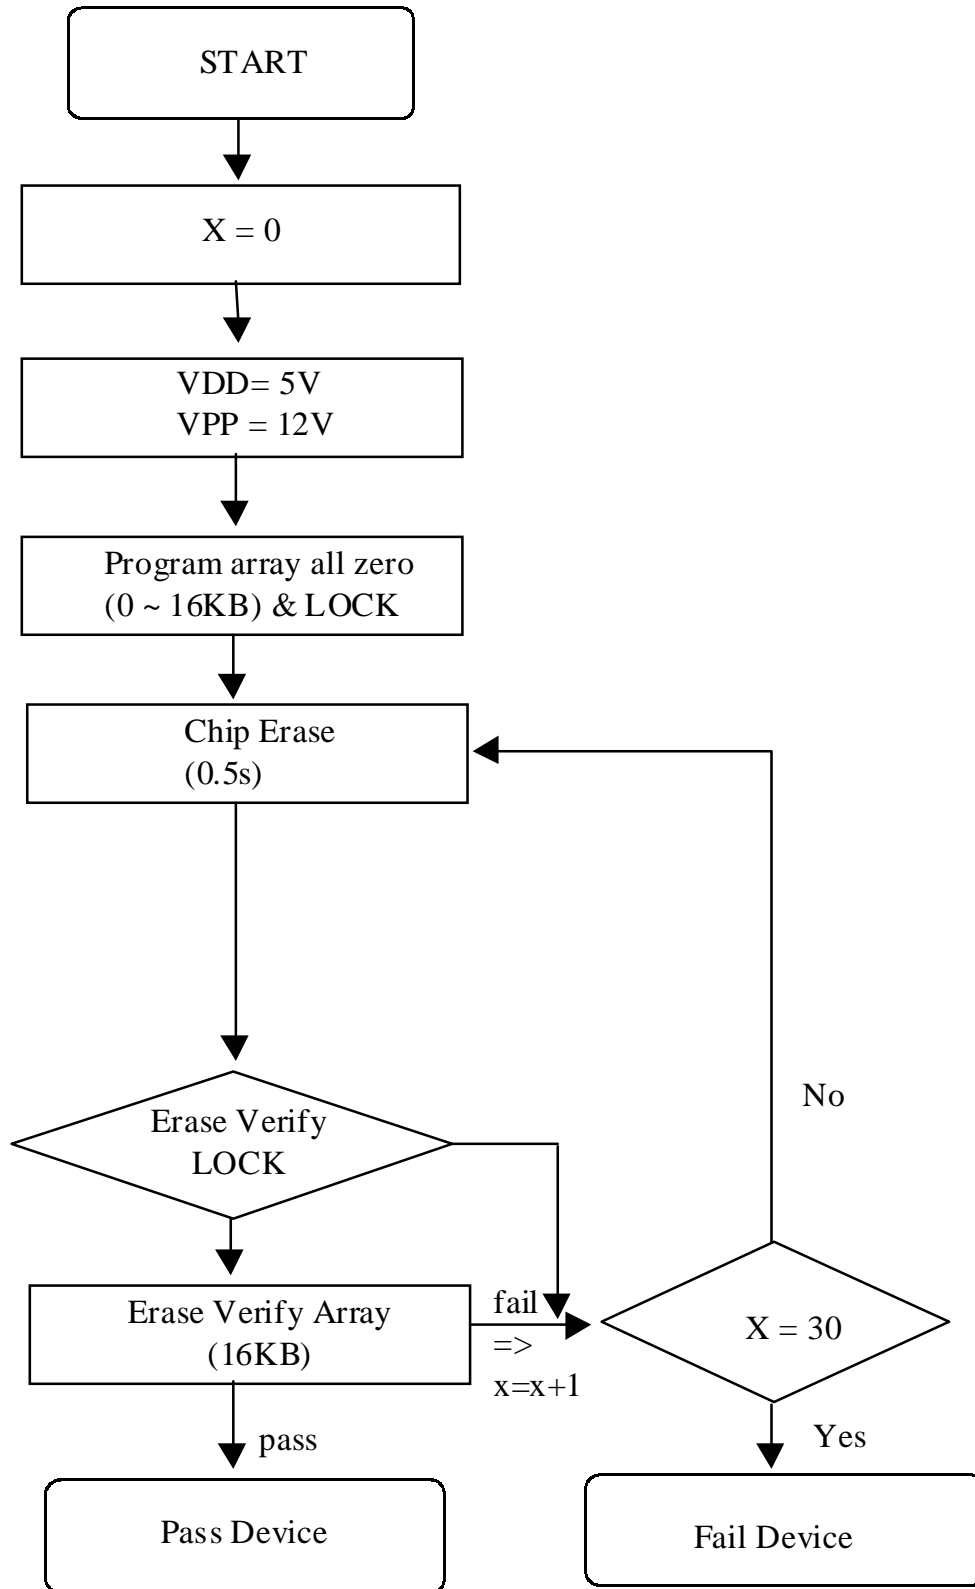 START
X = 0
VDD= 5V
VPP = 12V
Program array all zero
(0 ~ 16KB) & LOCK
Chip Erase
(0.5s)
No
Erase Verify
LOCK
Erase Verify Array
(16KB)
fail
=>
x=x+1
X = 30
pass
Yes
Pass Device
Fail Device